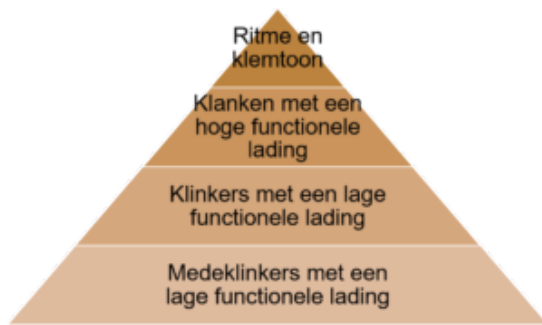 Ritme en
klemtoon
Klanken met een
hoge functionele
lading
Klinkers met een lage
functionele lading
Medeklinkers met een
lage functionele lading